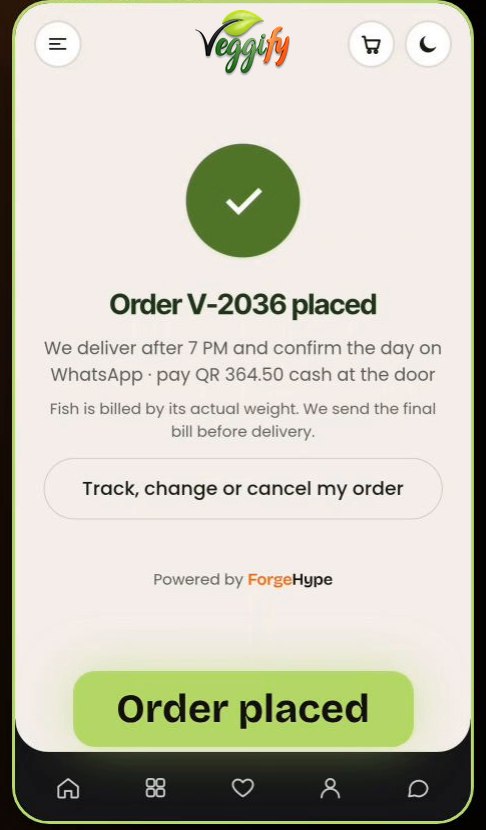 Veggify
Order V-2036 placed
We deliver after 7 PM and confirm the day on
WhatsApp · pay QR 364.50 cash at the door
Fish is billed by its actual weight. We send the final
bill before delivery.
Track, change or cancel my order
Powered by ForgeHype
Order placed